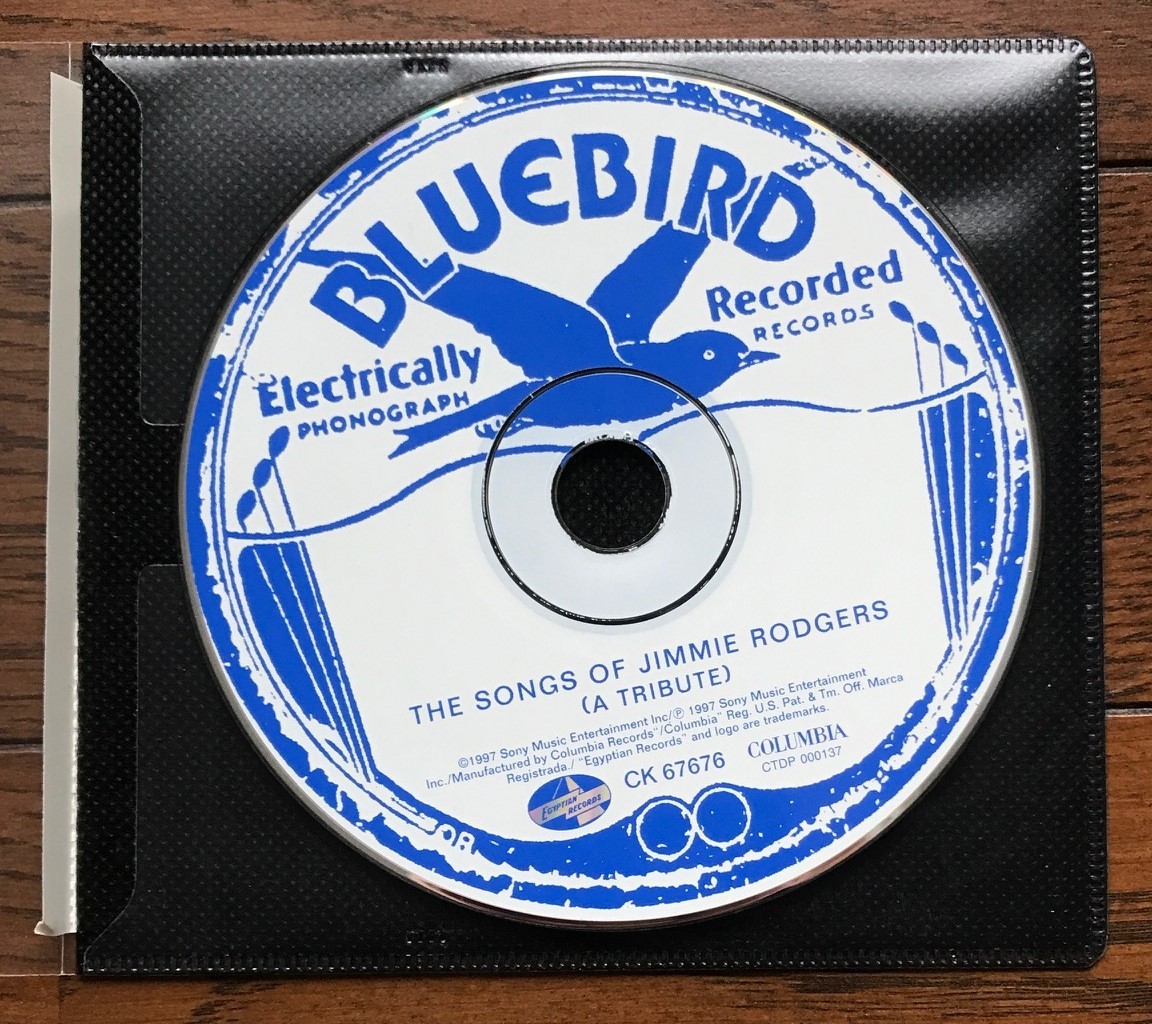 BLUEBIRD
Electrically
PHONOGRAPH
Recorded
RECORDS
THE SONGS OF JIMMIE RODGERS
(A TRIBUTE)
©1997 Sony Music Entertainment Inc/℗ 1997 Sony Music Entertainment
Inc./Manufactured by Columbia Records"/Columbia" Reg. U.S. Pat. & Tm. Off. Marca
Registrada./ "Egyptian Records" and logo are trademarks.
EGYPTIAN
RECORDS
CK 67676
COLUMBIA
CTDP 000137